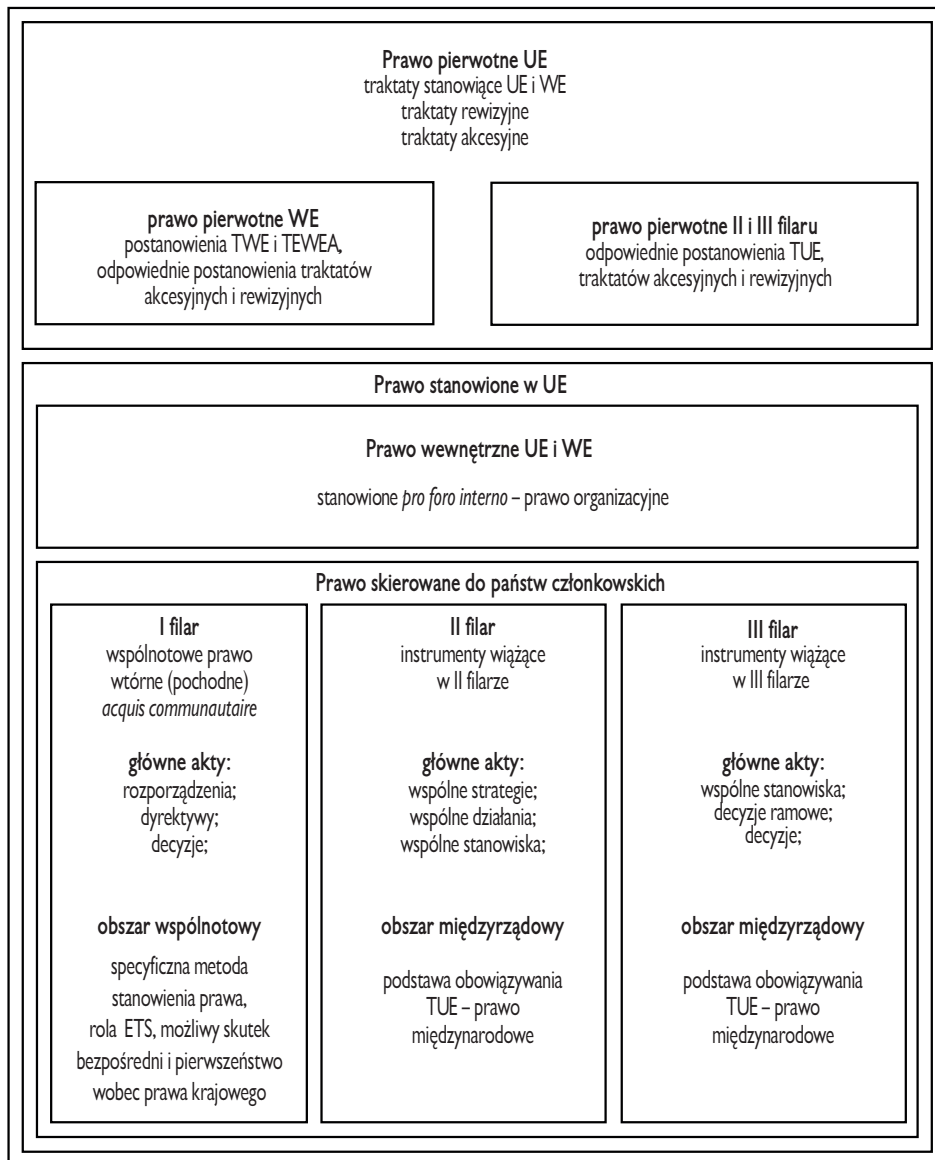 Prawo pierwotne UE
traktaty stanowiące UE i WE
traktaty rewizyjne
traktaty akcesyjne
prawo pierwotne WE
postanowienia TWE i TEWEA,
odpowiednie postanowienia traktatów
akcesyjnych i rewizyjnych
prawo pierwotne II i III filaru
odpowiednie postanowienia TUE,
traktatów akcesyjnych i rewizyjnych
Prawo stanowione w UE
Prawo wewnętrzne UE i WE
stanowione pro foro interno – prawo organizacyjne
Prawo skierowane do państw członkowskich
I filar
wspólnotowe prawo
wtórne (pochodne)
acquis communautaire
główne akty:
rozporządzenia;
dyrektywy;
decyzje;
obszar wspólnotowy
specyficzna metoda
stanowienia prawa,
rola ETS, możliwy skutek
bezpośredni i pierwszeństwo
wobec prawa krajowego
II filar
instrumenty wiążące
w II filarze
główne akty:
wspólne strategie;
wspólne działania;
wspólne stanowiska;
obszar międzyrządowy
podstawa obowiązywania
TUE – prawo
międzynarodowe
III filar
instrumenty wiążące
w III filarze
główne akty:
wspólne stanowiska;
decyzje ramowe;
decyzje;
obszar międzyrządowy
podstawa obowiązywania
TUE – prawo
międzynarodowe